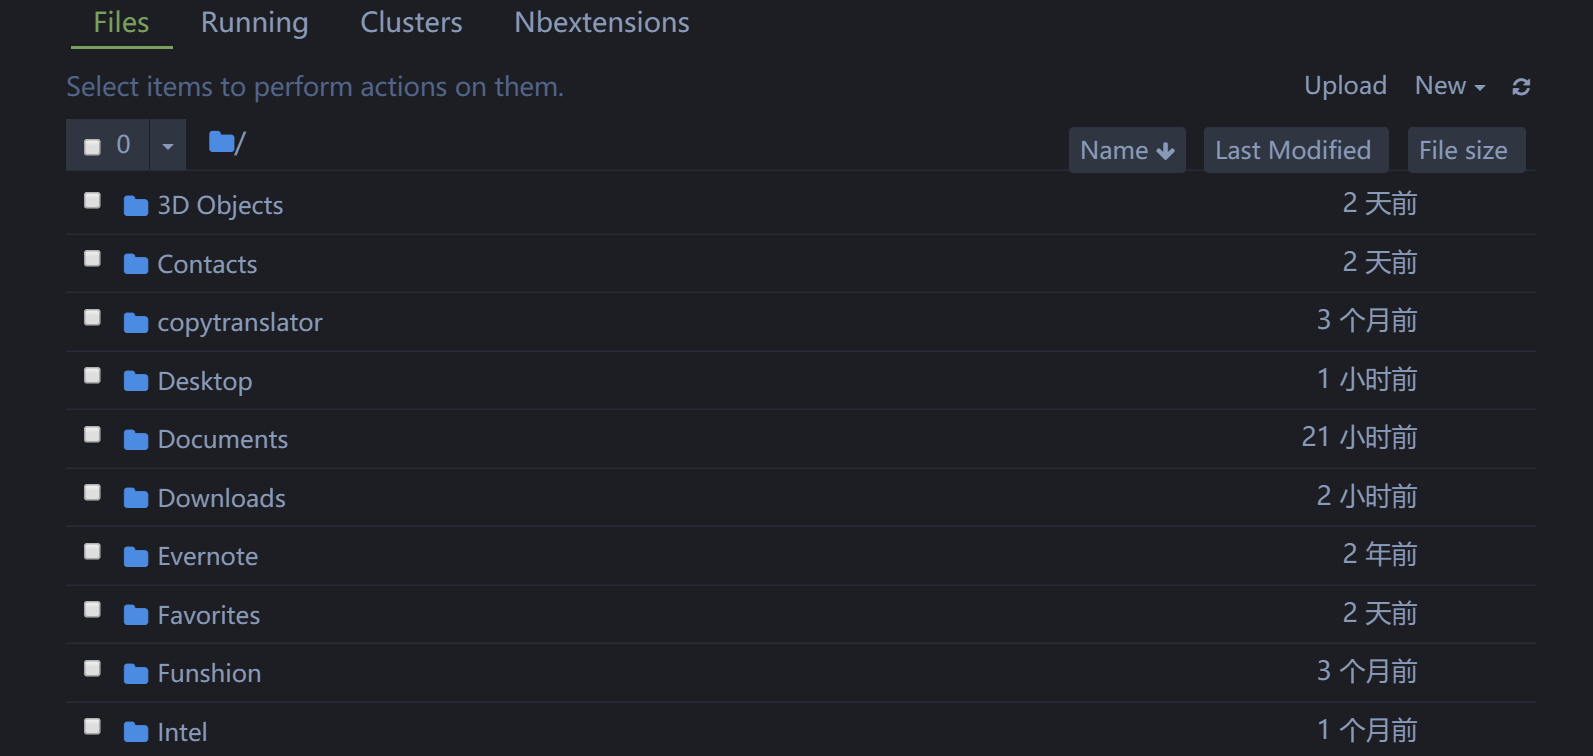 Files Running Clusters Nbextensions
Select items to perform actions on them. Upload New
0 / Name Last Modified File size
3D Objects 2 天前
Contacts 2 天前
copytranslator 3 个月前
Desktop 1 小时前
Documents 21 小时前
Downloads 2 小时前
Evernote 2 年前
Favorites 2 天前
Funshion 3 个月前
Intel 1 个月前